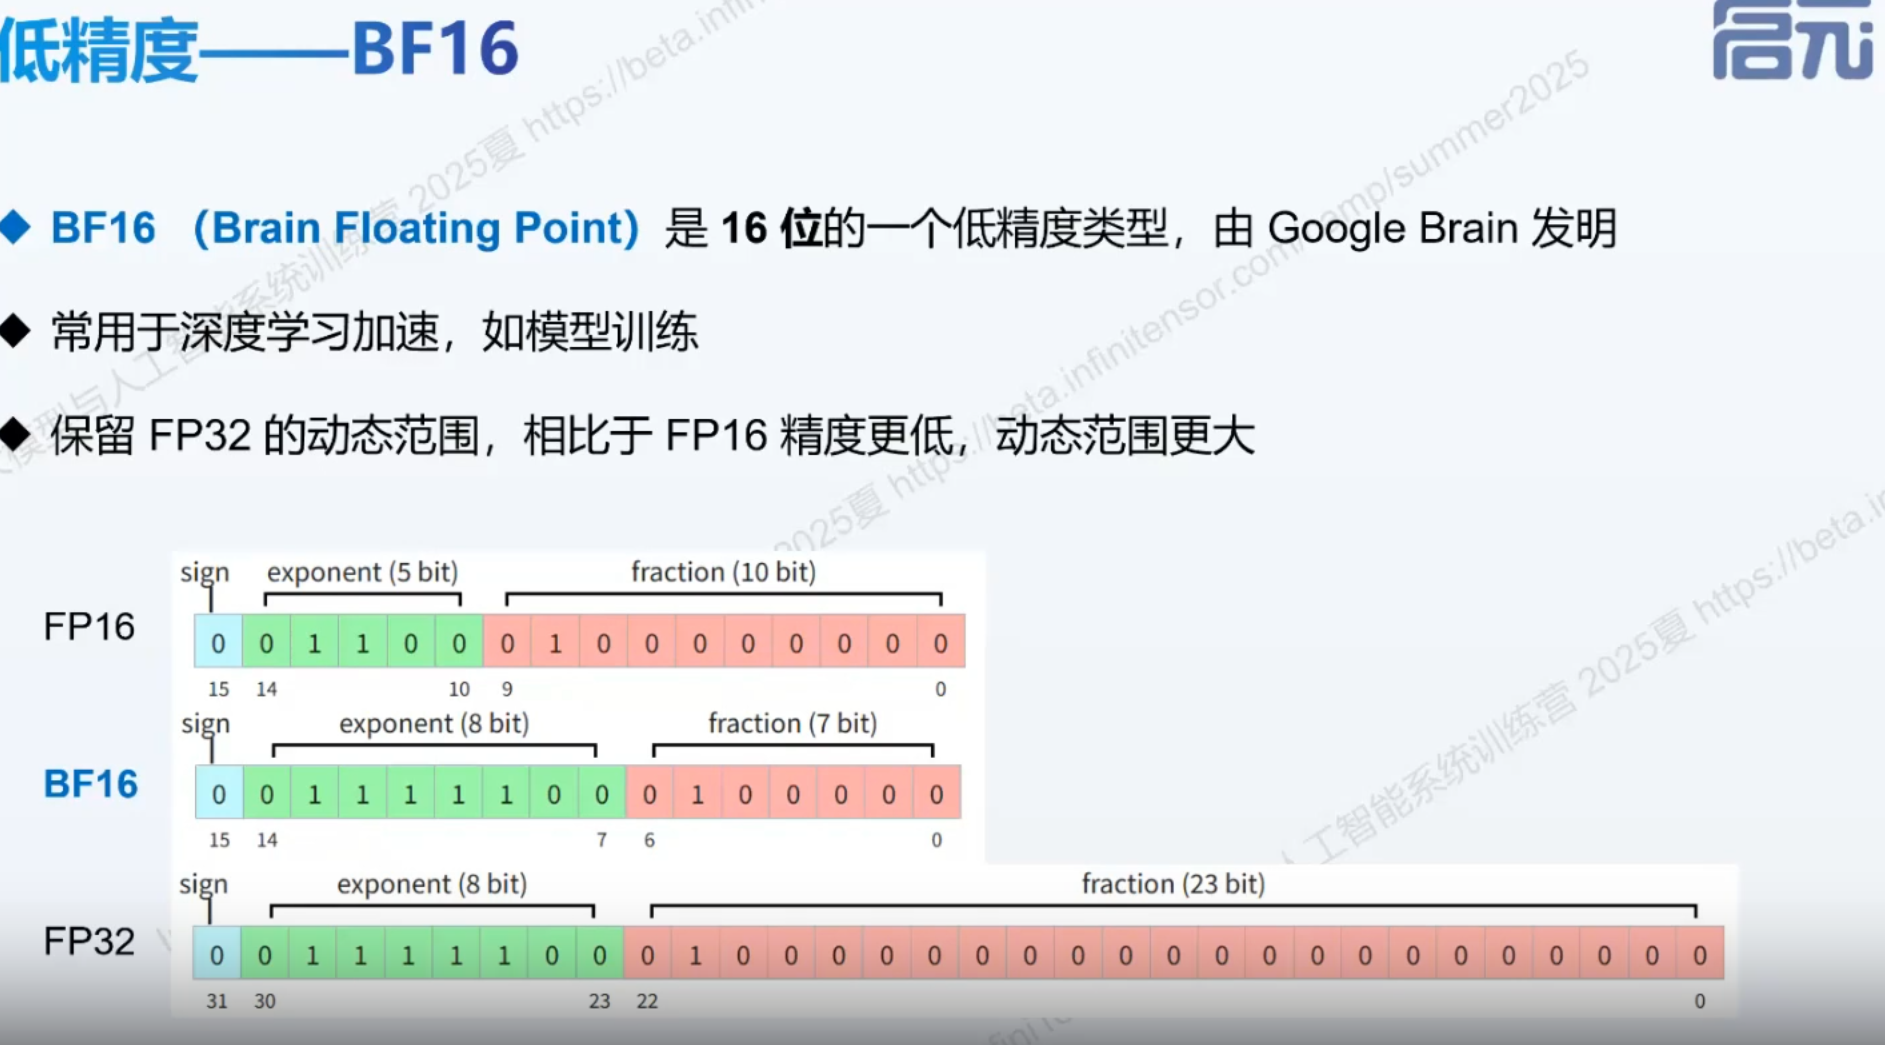 低精度——BF16
启元
BF16 （Brain Floating Point）是 16 位的一个低精度类型，由 Google Brain 发明
常用于深度学习加速，如模型训练
保留 FP32 的动态范围，相比于 FP16 精度更低，动态范围更大
sign exponent (5 bit) fraction (10 bit)
FP16 0 0 1 1 0 0 0 1 0 0 0 0 0 0 0 0
15 14 10 9 0
sign exponent (8 bit) fraction (7 bit)
BF16 0 0 1 1 1 1 1 0 0 0 1 0 0 0 0 0
15 14 7 6 0
sign exponent (8 bit) fraction (23 bit)
FP32 0 0 1 1 1 1 1 0 0 0 1 0 0 0 0 0 0 0 0 0 0 0 0 0 0 0 0 0 0 0 0 0
31 30 23 22 0
模型与人工智能系统训练营 2025夏 https://beta.infi
2025夏 https://beta.infinitensor.com/camp/summer2025
人工智能系统训练营 2025夏 https://beta.in